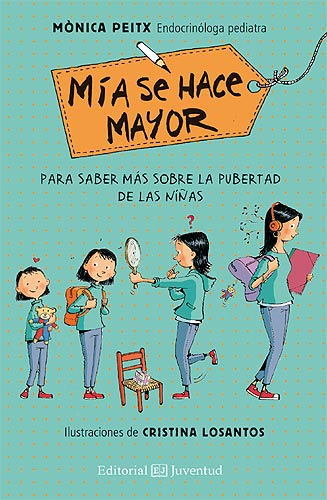 MÒNICA PEITX Endocrinóloga pediatra
MÍA SE HACE
MAYOR
PARA SABER MÁS SOBRE LA PUBERTAD
DE LAS NIÑAS
?
Ilustraciones de CRISTINA LOSANTOS
Editorial EJ Juventud